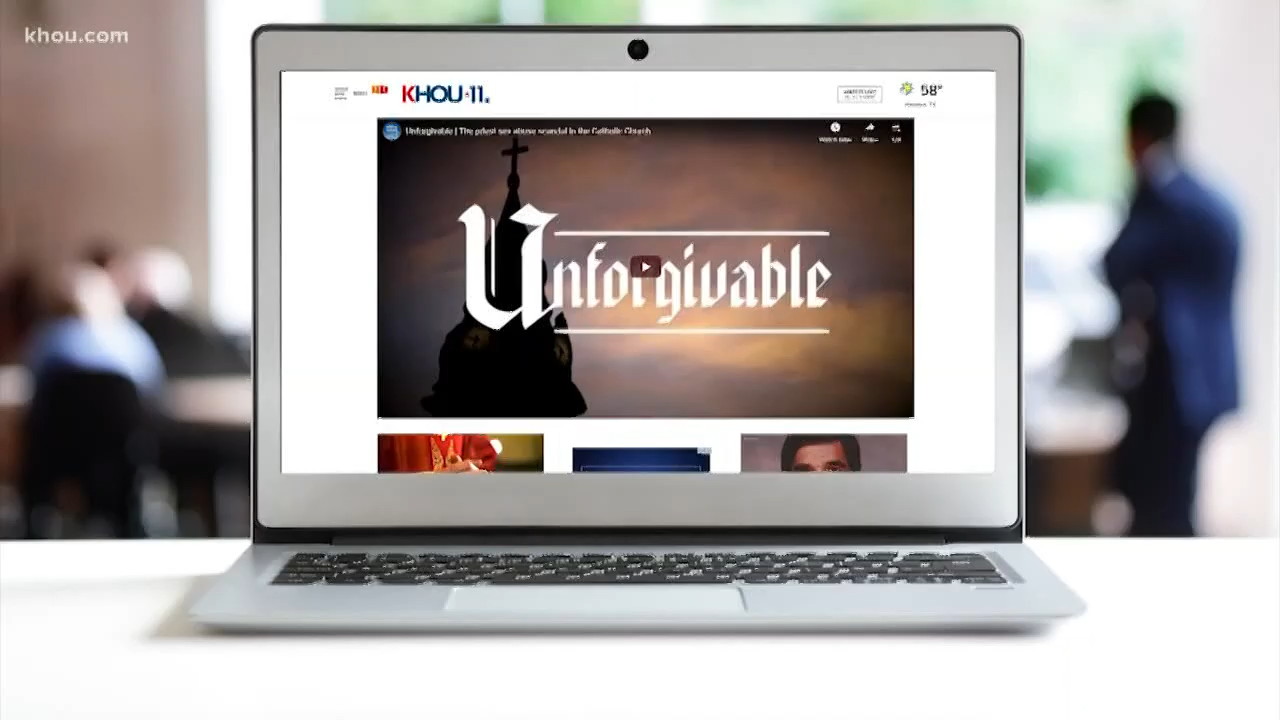 khou.com
KHOU 11.
58°
Unforgivable | The priest sex abuse scandal in the Catholic Church
Unforgivable